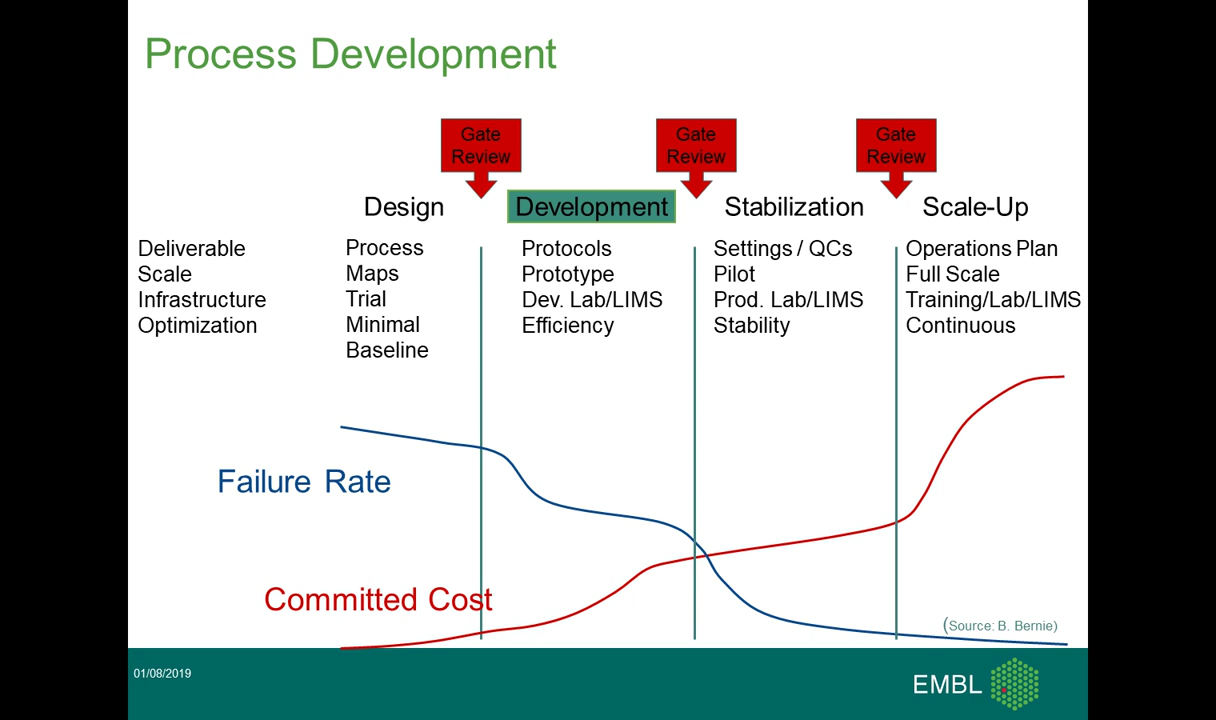 Process Development
Gate
Review
Gate
Review
Gate
Review
Design
Development
Stabilization
Scale-Up
Deliverable
Scale
Infrastructure
Optimization
Process
Maps
Trial
Minimal
Baseline
Protocols
Prototype
Dev. Lab/LIMS
Efficiency
Settings / QCs
Pilot
Prod. Lab/LIMS
Stability
Operations Plan
Full Scale
Training/Lab/LIMS
Continuous
Failure Rate
Committed Cost
(Source: B. Bernie)
01/08/2019
EMBL